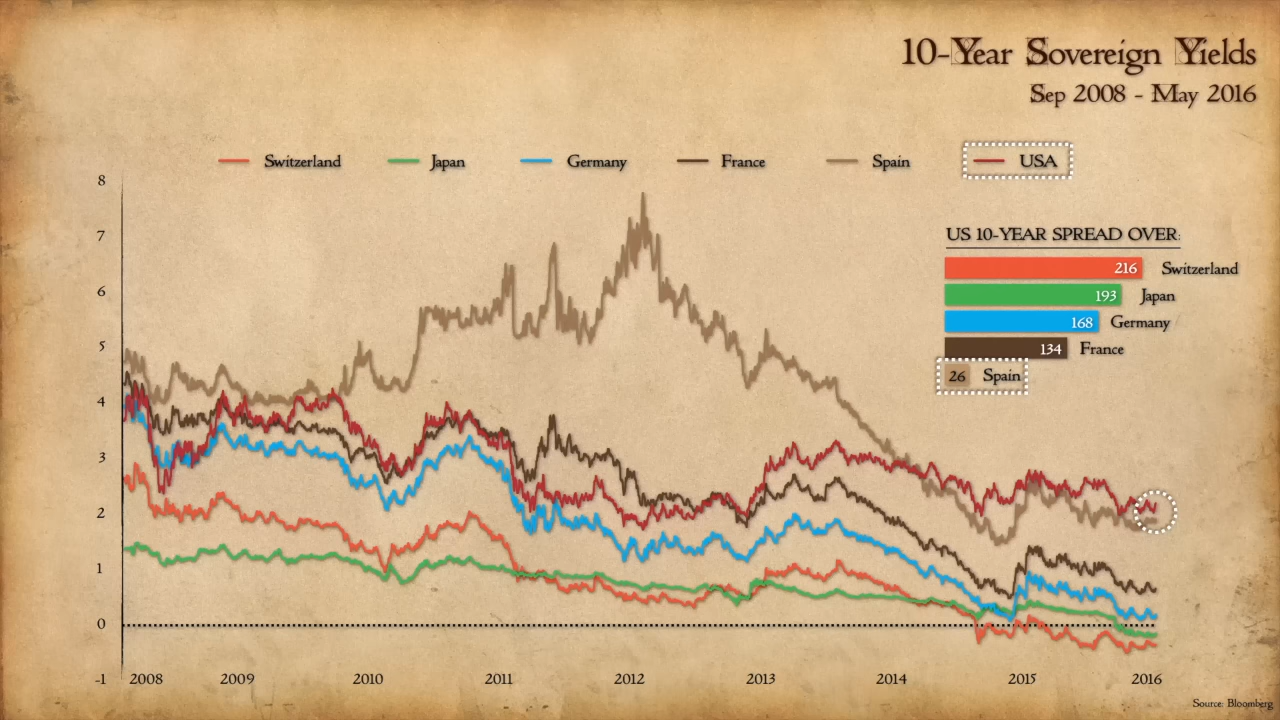 10-Year Sovereign Yields
Sep 2008 - May 2016
Switzerland Japan Germany France Spain USA
8
7
6
5
4
3
2
1
0
-1
US 10-YEAR SPREAD OVER:
216 Switzerland
193 Japan
168 Germany
134 France
26 Spain
2008 2009 2010 2011 2012 2013 2014 2015 2016
Source: Bloomberg